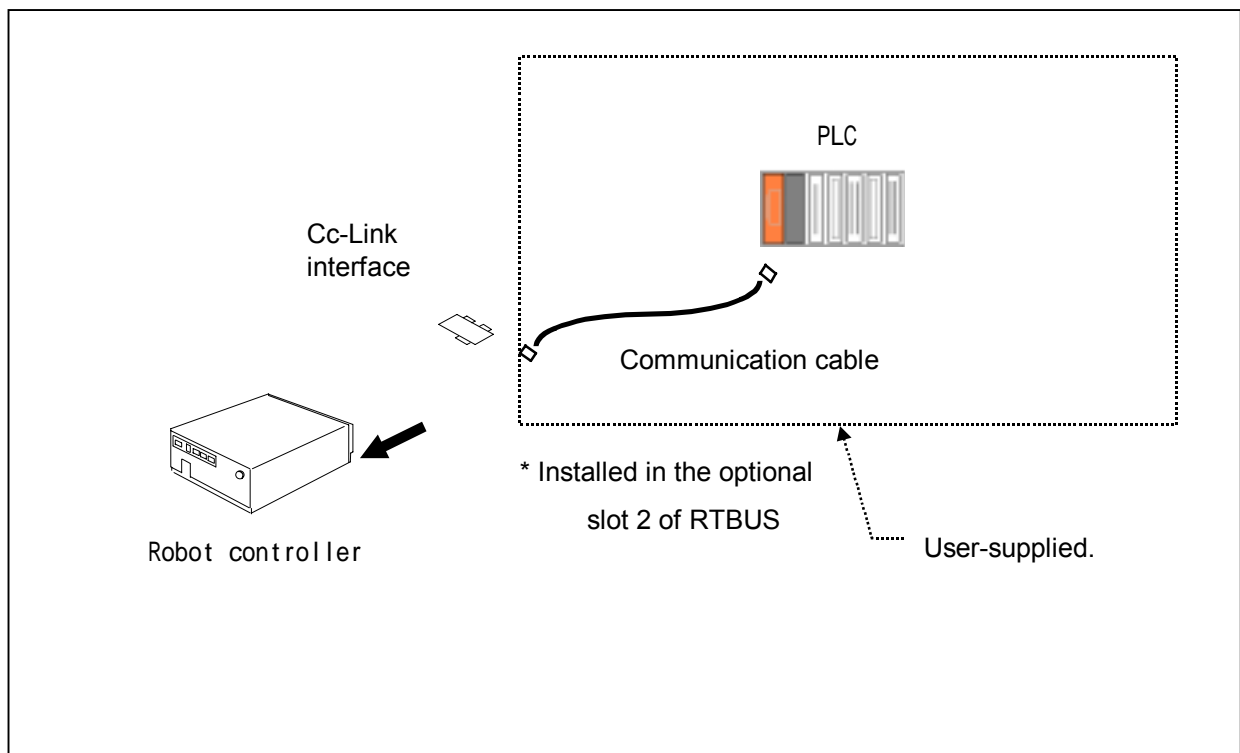 PLC
Cc-Link
interface
Communication cable
* Installed in the optional
slot 2 of RTBUS
User-supplied.
Robot controller